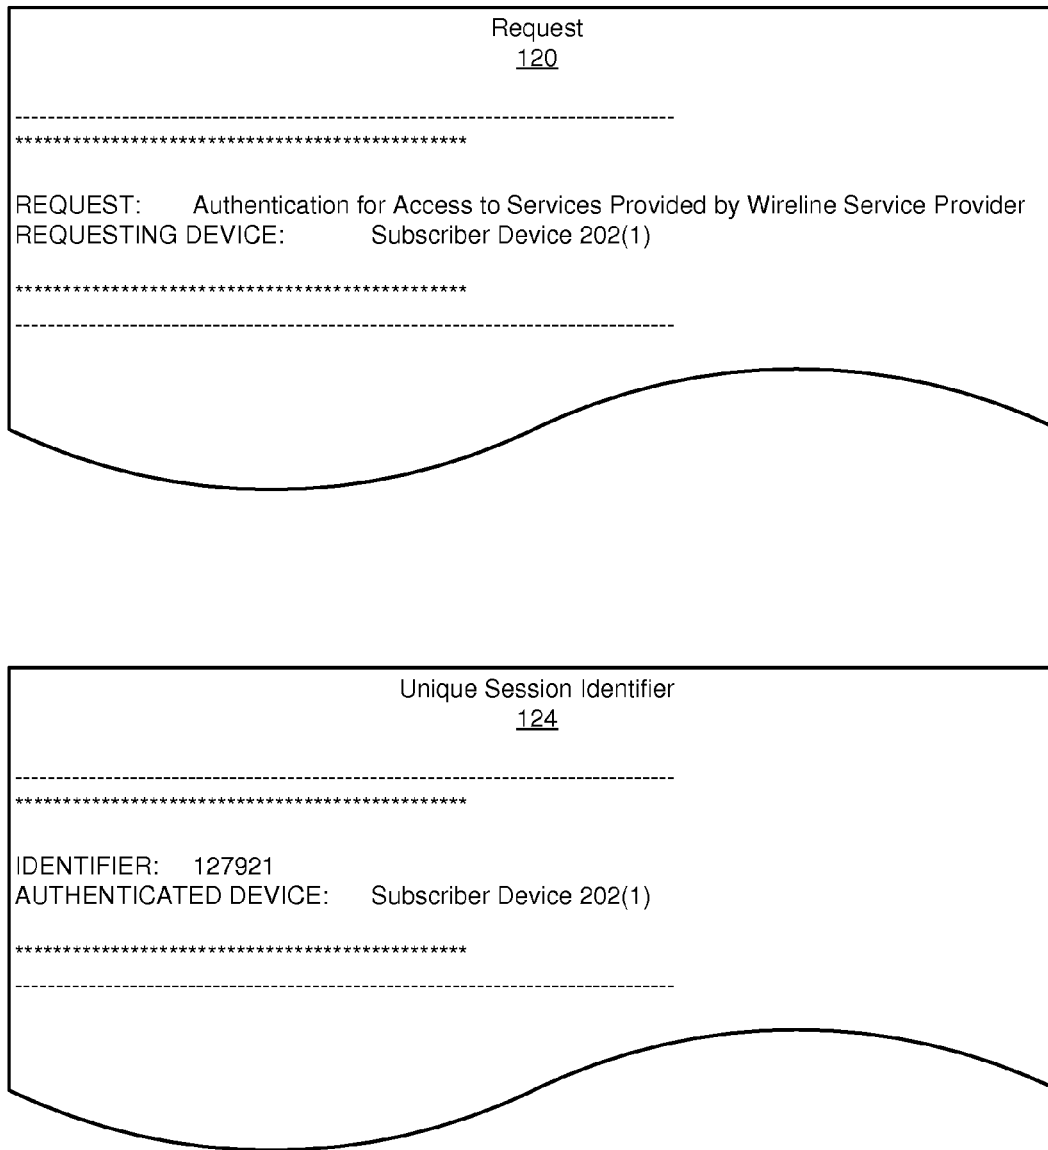 Request
120
--------------------------------------------------------------------------------
***********************************************
REQUEST: Authentication for Access to Services Provided by Wireline Service Provider
REQUESTING DEVICE: Subscriber Device 202(1)
***********************************************
--------------------------------------------------------------------------------
Unique Session Identifier
124
--------------------------------------------------------------------------------
***********************************************
IDENTIFIER: 127921
AUTHENTICATED DEVICE: Subscriber Device 202(1)
***********************************************
--------------------------------------------------------------------------------